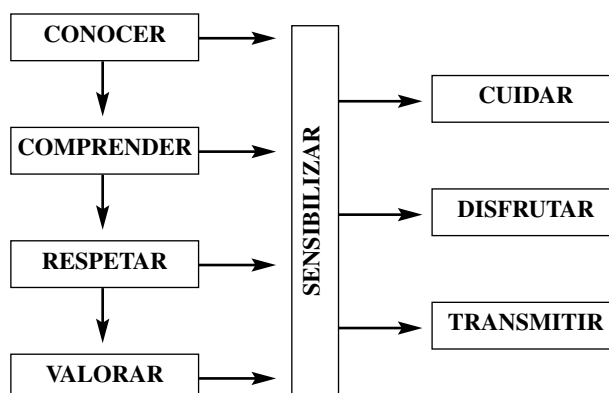 CONOCER
COMPRENDER
RESPETAR
VALORAR
SENSIBILIZAR
CUIDAR
DISFRUTAR
TRANSMITIR